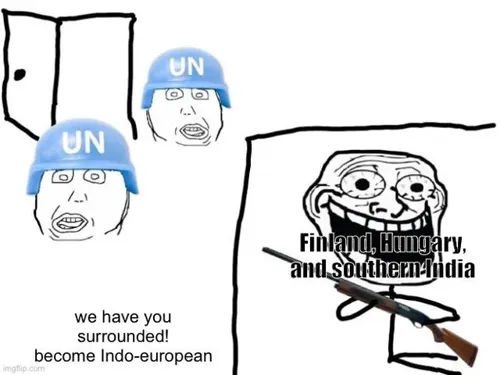 UN
UN
Finland, Hungary,
and southern India
we have you
surrounded!
become Indo-european
imgflip.com